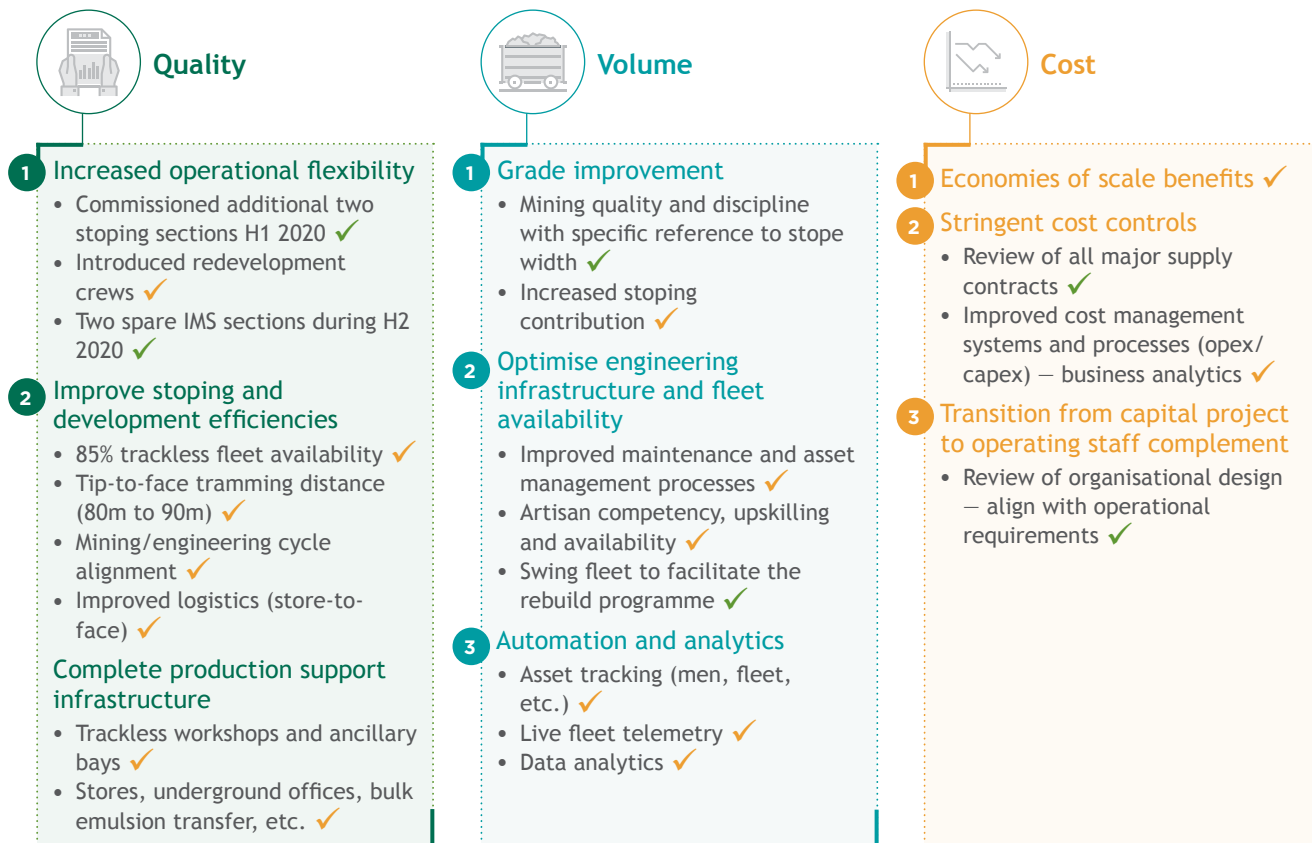 Quality
1 Increased operational flexibility
• Commissioned additional two
stoping sections H1 2020 ✓
• Introduced redevelopment
crews ✓
• Two spare IMS sections during H2
2020 ✓
2 Improve stoping and
development efficiencies
• 85% trackless fleet availability ✓
• Tip-to-face tramming distance
(80m to 90m) ✓
• Mining/engineering cycle
alignment ✓
• Improved logistics (store-to-
face) ✓
Complete production support
infrastructure
• Trackless workshops and ancillary
bays ✓
• Stores, underground offices, bulk
emulsion transfer, etc. ✓
Volume
1 Grade improvement
• Mining quality and discipline
with specific reference to stope
width ✓
• Increased stoping
contribution ✓
2 Optimise engineering
infrastructure and fleet
availability
• Improved maintenance and asset
management processes ✓
• Artisan competency, upskilling
and availability ✓
• Swing fleet to facilitate the
rebuild programme ✓
3 Automation and analytics
• Asset tracking (men, fleet,
etc.) ✓
• Live fleet telemetry ✓
• Data analytics ✓
Cost
1 Economies of scale benefits ✓
2 Stringent cost controls
• Review of all major supply
contracts ✓
• Improved cost management
systems and processes (opex/
capex) – business analytics ✓
3 Transition from capital project
to operating staff complement
• Review of organisational design
– align with operational
requirements ✓